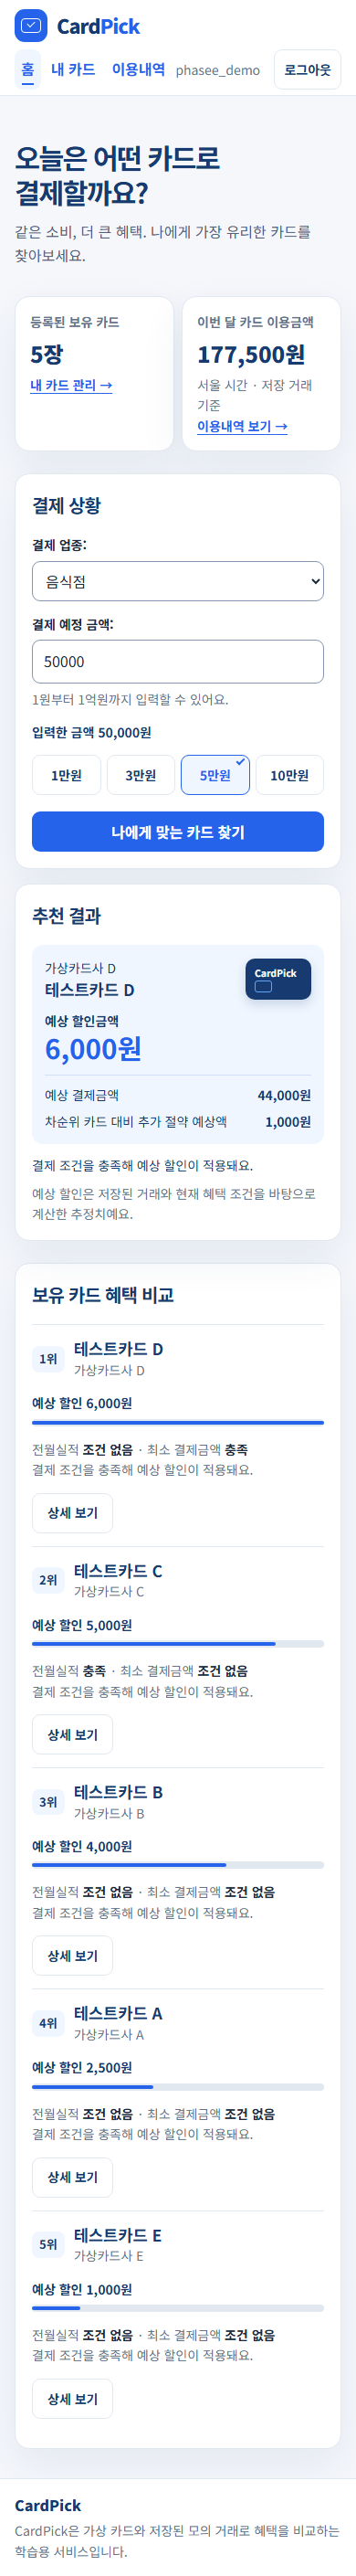 CardPick
홈 내 카드 이용내역 phasee_demo 로그아웃
오늘은 어떤 카드로
결제할까요?
같은 소비, 더 큰 혜택. 나에게 가장 유리한 카드를
찾아보세요.
등록된 보유 카드
5장
내 카드 관리 →
이번 달 카드 이용금액
177,500원
서울 시간 · 저장 거래
기준
이용내역 보기 →
결제 상황
결제 업종:
음식점
결제 예정 금액:
50000
1원부터 1억원까지 입력할 수 있어요.
입력한 금액 50,000원
1만원 3만원 5만원 10만원
나에게 맞는 카드 찾기
추천 결과
가상카드사 D
테스트카드 D
CardPick
예상 할인금액
6,000원
예상 결제금액 44,000원
차순위 카드 대비 추가 절약 예상액 1,000원
결제 조건을 충족해 예상 할인이 적용돼요.
예상 할인은 저장된 거래와 현재 혜택 조건을 바탕으로
계산한 추정치예요.
보유 카드 혜택 비교
1위
테스트카드 D
가상카드사 D
예상 할인 6,000원
전월실적 조건 없음 · 최소 결제금액 충족
결제 조건을 충족해 예상 할인이 적용돼요.
상세 보기
2위
테스트카드 C
가상카드사 C
예상 할인 5,000원
전월실적 충족 · 최소 결제금액 조건 없음
결제 조건을 충족해 예상 할인이 적용돼요.
상세 보기
3위
테스트카드 B
가상카드사 B
예상 할인 4,000원
전월실적 조건 없음 · 최소 결제금액 조건 없음
결제 조건을 충족해 예상 할인이 적용돼요.
상세 보기
4위
테스트카드 A
가상카드사 A
예상 할인 2,500원
전월실적 조건 없음 · 최소 결제금액 조건 없음
결제 조건을 충족해 예상 할인이 적용돼요.
상세 보기
5위
테스트카드 E
가상카드사 E
예상 할인 1,000원
전월실적 조건 없음 · 최소 결제금액 조건 없음
결제 조건을 충족해 예상 할인이 적용돼요.
상세 보기
CardPick
CardPick은 가상 카드와 저장된 모의 거래로 혜택을 비교하는
학습용 서비스입니다.